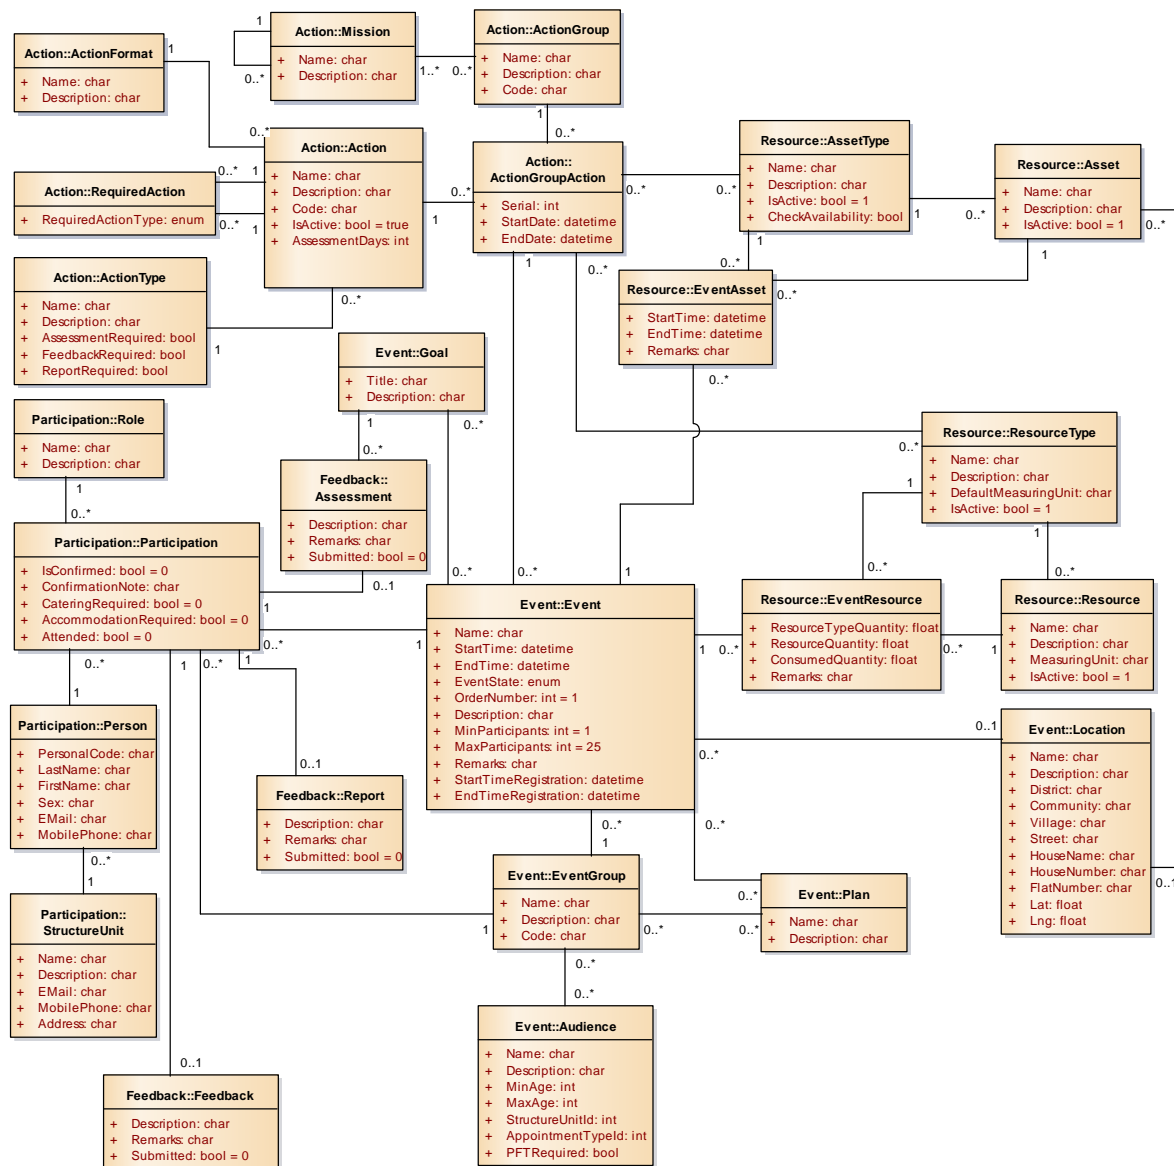 Action::ActionFormat
+ Name: char
+ Description: char
1
0..*
Action::Mission
+ Name: char
+ Description: char
1
0..*
1..*
0..*
Action::ActionGroup
+ Name: char
+ Description: char
+ Code: char
1
0..*
Action::RequiredAction
+ RequiredActionType: enum
0..*
1
0..*
1
Action::Action
+ Name: char
+ Description: char
+ Code: char
+ IsActive: bool = true
+ AssessmentDays: int
0..*
1
0..*
Action::
ActionGroupAction
+ Serial: int
+ StartDate: datetime
+ EndDate: datetime
0..*
0..*
1
0..*
Resource::AssetType
+ Name: char
+ Description: char
+ IsActive: bool = 1
+ CheckAvailability: bool
1
0..*
1
0..*
Resource::Asset
+ Name: char
+ Description: char
+ IsActive: bool = 1
0..*
1
0..*
Action::ActionType
+ Name: char
+ Description: char
+ AssessmentRequired: bool
+ FeedbackRequired: bool
+ ReportRequired: bool
1
Resource::EventAsset
+ StartTime: datetime
+ EndTime: datetime
+ Remarks: char
0..*
Event::Goal
+ Title: char
+ Description: char
1
0..*
0..*
Participation::Role
+ Name: char
+ Description: char
1
0..*
Feedback::
Assessment
+ Description: char
+ Remarks: char
+ Submitted: bool = 0
0..1
Resource::ResourceType
+ Name: char
+ Description: char
+ DefaultMeasuringUnit: char
+ IsActive: bool = 1
0..*
1
0..*
1
0..*
Participation::Participation
+ IsConfirmed: bool = 0
+ ConfirmationNote: char
+ CateringRequired: bool = 0
+ AccommodationRequired: bool = 0
+ Attended: bool = 0
1
0..*
0..*
1
0..*
1
1
Event::Event
+ Name: char
+ StartTime: datetime
+ EndTime: datetime
+ EventState: enum
+ OrderNumber: int = 1
+ Description: char
+ MinParticipants: int = 1
+ MaxParticipants: int = 25
+ Remarks: char
+ StartTimeRegistration: datetime
+ EndTimeRegistration: datetime
0..*
0..*
1
1
1
0..*
0..*
0..*
Resource::EventResource
+ ResourceTypeQuantity: float
+ ResourceQuantity: float
+ ConsumedQuantity: float
+ Remarks: char
0..*
1
Resource::Resource
+ Name: char
+ Description: char
+ MeasuringUnit: char
+ IsActive: bool = 1
Participation::Person
+ PersonalCode: char
+ LastName: char
+ FirstName: char
+ Sex: char
+ EMail: char
+ MobilePhone: char
1
0..*
1
Feedback::Report
+ Description: char
+ Remarks: char
+ Submitted: bool = 0
0..1
Event::Location
+ Name: char
+ Description: char
+ District: char
+ Community: char
+ Village: char
+ Street: char
+ HouseName: char
+ HouseNumber: char
+ FlatNumber: char
+ Lat: float
+ Lng: float
0..1
0..1
Participation::
StructureUnit
+ Name: char
+ Description: char
+ EMail: char
+ MobilePhone: char
+ Address: char
Event::EventGroup
+ Name: char
+ Description: char
+ Code: char
1
1
0..*
0..*
Event::Plan
+ Name: char
+ Description: char
0..*
0..*
Event::Audience
+ Name: char
+ Description: char
+ MinAge: int
+ MaxAge: int
+ StructureUnitId: int
+ AppointmentTypeId: int
+ PFTRequired: bool
0..*
0..1
Feedback::Feedback
+ Description: char
+ Remarks: char
+ Submitted: bool = 0